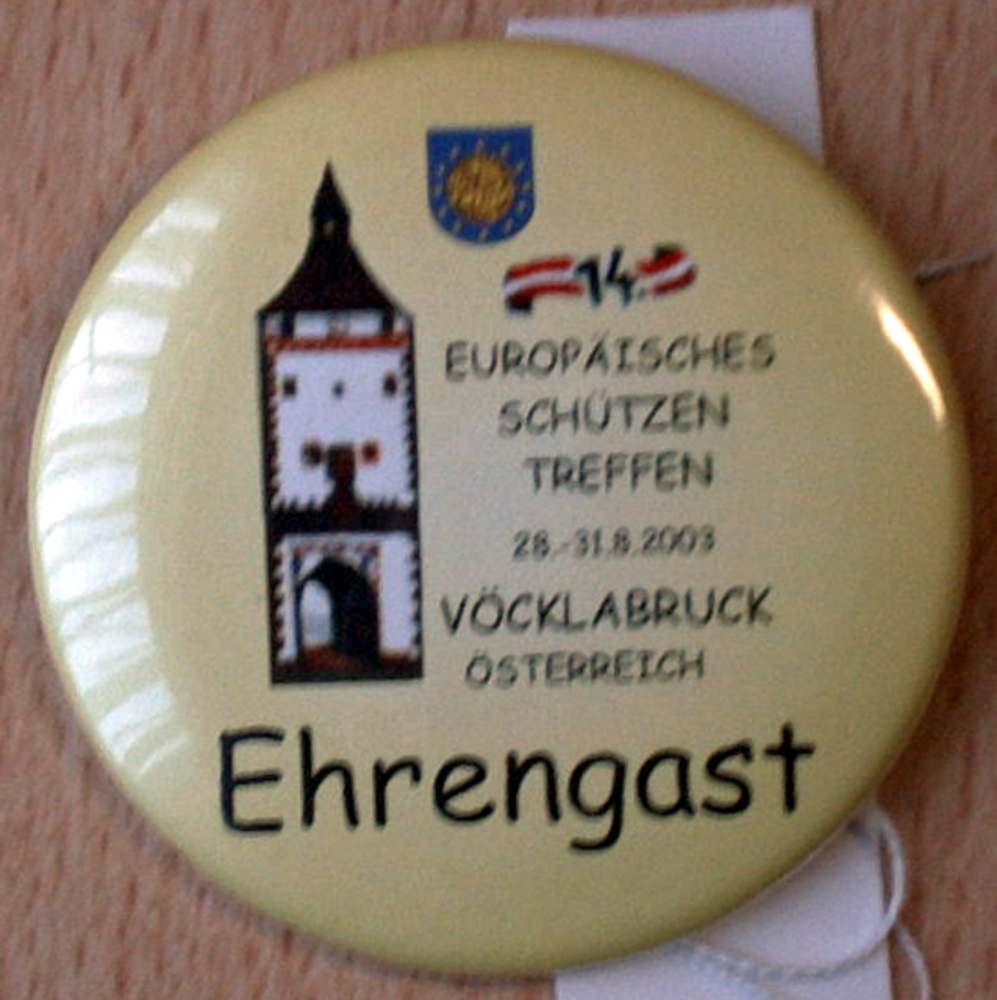 14.
EUROPÄISCHES
SCHÜTZEN
TREFFEN
28.-31.8.2003
VÖCKLABRUCK
ÖSTERREICH
Ehrengast